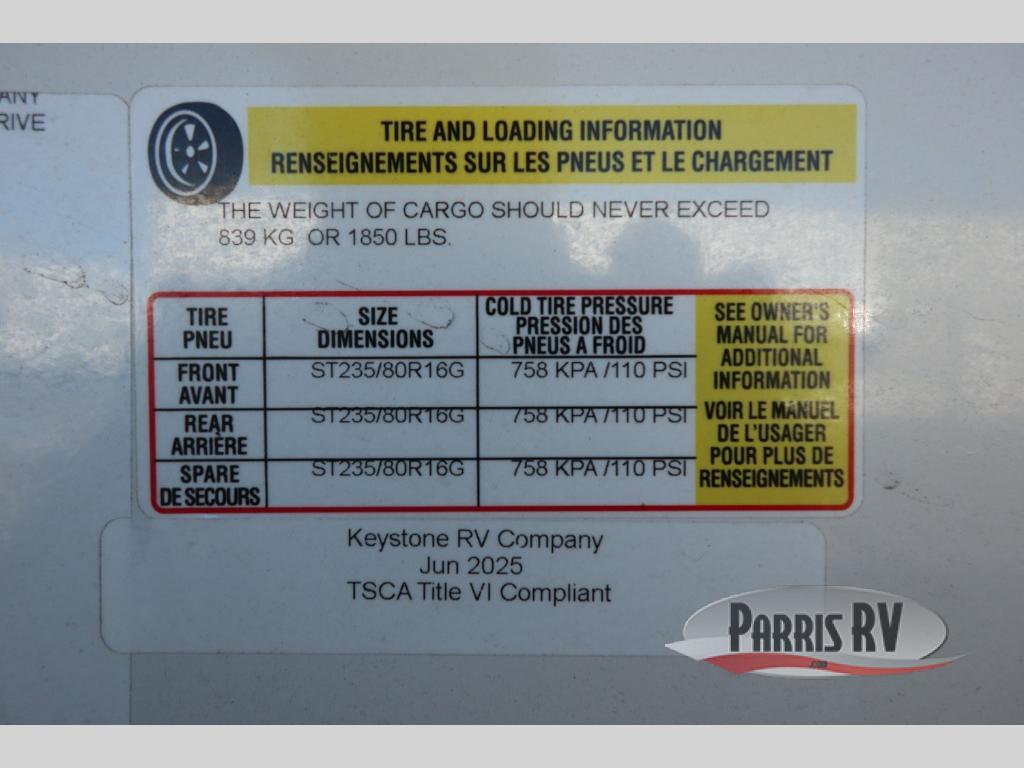 ANY
RIVE
TIRE AND LOADING INFORMATION
RENSEIGNEMENTS SUR LES PNEUS ET LE CHARGEMENT
THE WEIGHT OF CARGO SHOULD NEVER EXCEED
839 KG OR 1850 LBS.
TIRE
PNEU
SIZE
DIMENSIONS
COLD TIRE PRESSURE
PRESSION DES
PNEUS A FROID
FRONT
AVANT
ST235/80R16G
758 KPA /110 PSI
REAR
ARRIÈRE
ST235/80R16G
758 KPA /110 PSI
SPARE
DE SECOURS
ST235/80R16G
758 KPA /110 PSI
SEE OWNER'S
MANUAL FOR
ADDITIONAL
INFORMATION
VOIR LE MANUEL
DE L'USAGER
POUR PLUS DE
RENSEIGNEMENTS
Keystone RV Company
Jun 2025
TSCA Title VI Compliant
PARRIS RV
.com